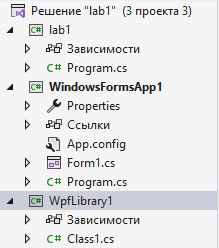 Решение "lab1" (3 проекта 3)
lab1
Зависимости
C# Program.cs
WindowsFormsApp1
Properties
Ссылки
App.config
Form1.cs
C# Program.cs
WpfLibrary1
Зависимости
C# Class1.cs